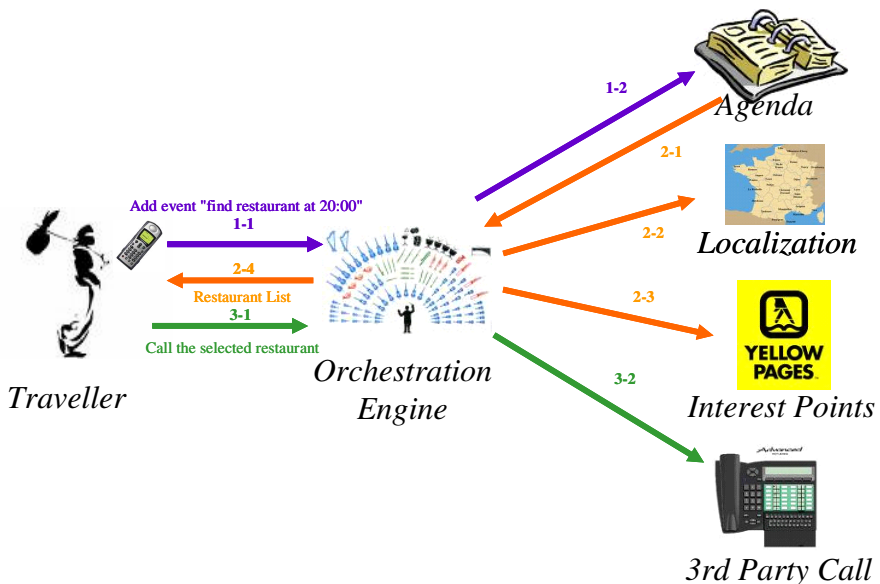 1-2
Agenda
2-1
Add event "find restaurant at 20:00"
1-1
2-2
Localization
2-4
Restaurant List
2-3
3-1
Call the selected restaurant
YELLOW
PAGES™
Traveller
Orchestration
Engine
3-2
Interest Points
Advanced
3rd Party Call